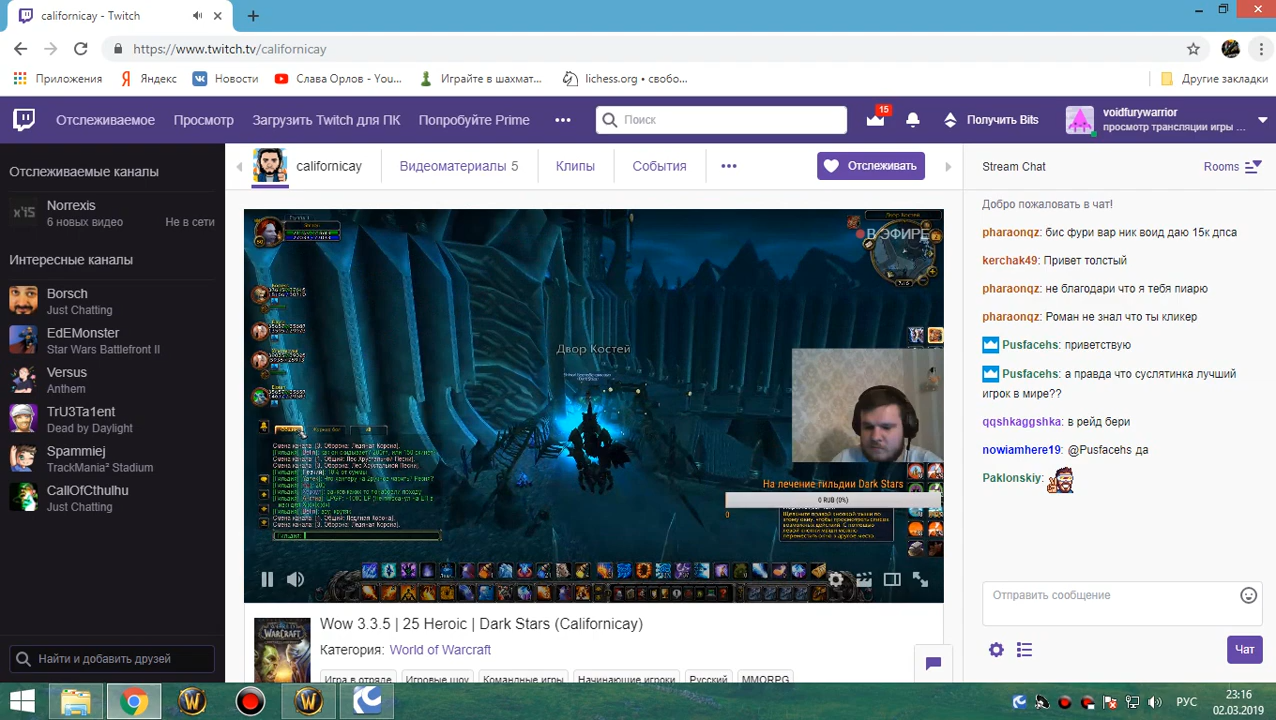 californicay - Twitch
https://www.twitch.tv/californicay
Приложения
Яндекс
Новости
Слава Орлов - You...
Играйте в шахмат...
lichess.org • свобо...
Другие закладки
Отслеживаемое
Просмотр
Загрузить Twitch для ПК
Попробуйте Prime
Поиск
15
Получить Bits
voidfurywarrior
просмотр трансляции игры ...
Отслеживаемые каналы
Norrexis
6 новых видео
Не в сети
Интересные каналы
Borsch
Just Chatting
EdEMonster
Star Wars Battlefront II
Versus
Anthem
TrU3Ta1ent
Dead by Daylight
Spammiej
TrackMania² Stadium
CallOfCthulhu
Just Chatting
Найти и добавить друзей
californicay
Видеоматериалы 5
Клипы
События
Отслеживать
В ЭФИРЕ
Двор Костей
На лечение гильдии Dark Stars
0 RUB (0%)
Wow 3.3.5 | 25 Heroic | Dark Stars (Californicay)
Категория: World of Warcraft
Игра в отряде
Игровые шоу
Командные игры
Начинающие игроки
Русский
MMORPG
Stream Chat
Rooms
Добро пожаловать в чат!
pharaonqz: бис фури вар ник воид даю 15к дпса
kerchak49: Привет толстый
pharaonqz: не благодари что я тебя пиарю
pharaonqz: Роман не знал что ты кликер
Pusfacehs: приветствую
Pusfacehs: а правда что суслятинка лучший
игрок в мире??
qqshkaggshka: в рейд бери
nowiamhere19: @Pusfacehs да
Paklonskiy:
Отправить сообщение
Чат
РУС
23:16
02.03.2019